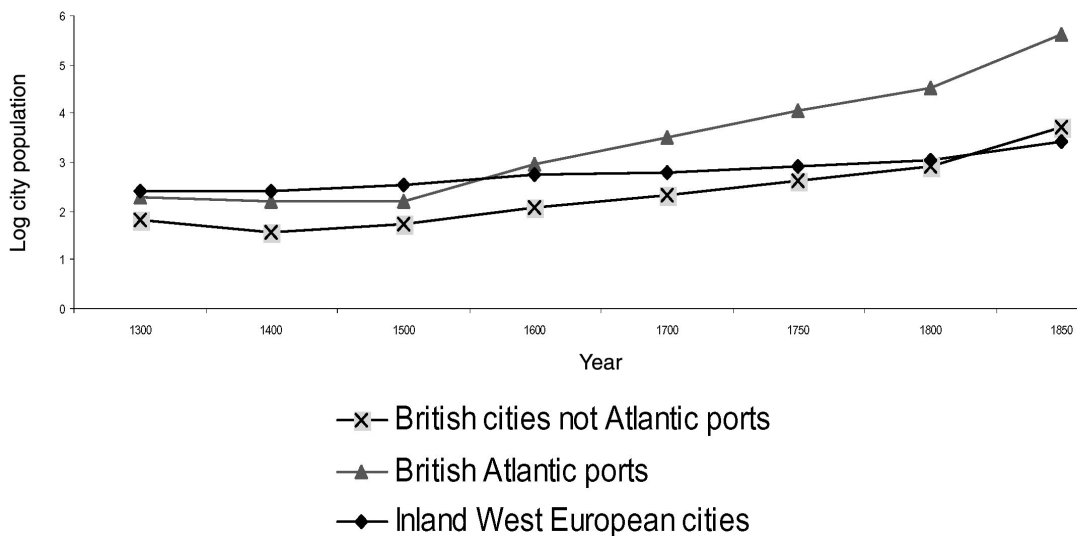 6
5
4
3
2
1
0
Log city population
1300 1400 1500 1600 1700 1750 1800 1850
Year
British cities not Atlantic ports
British Atlantic ports
Inland West European cities